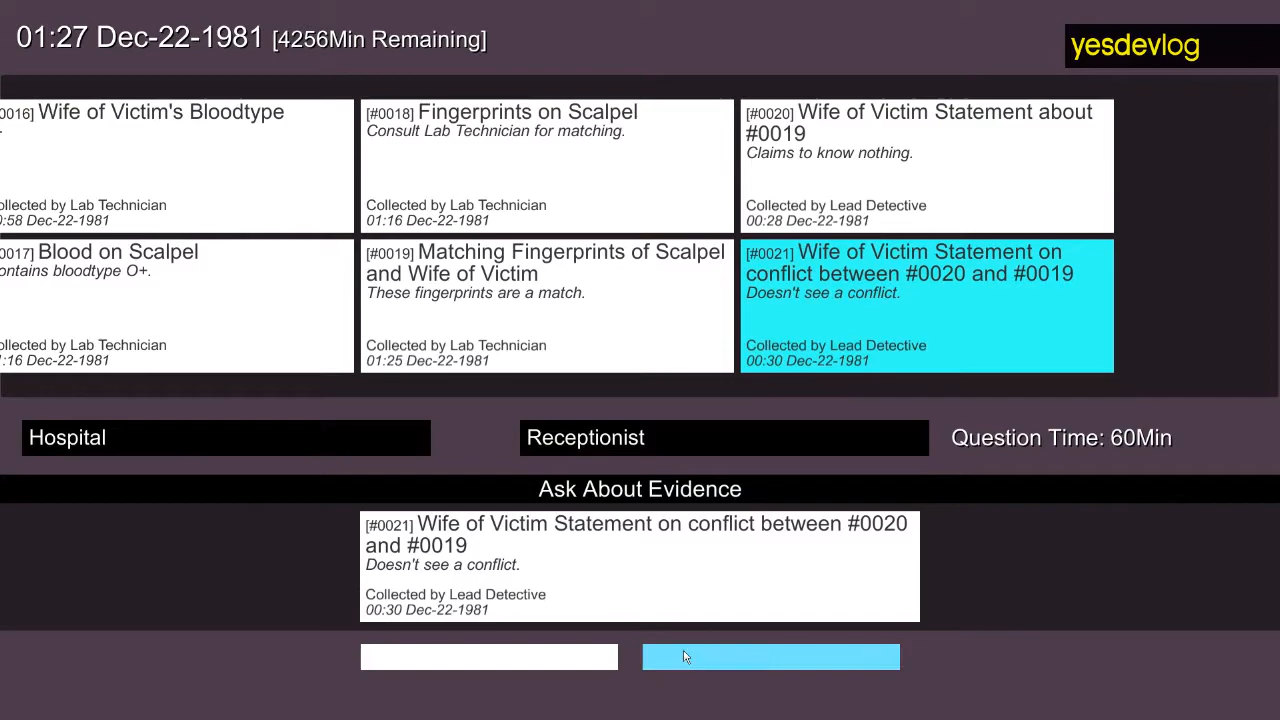 01:27 Dec-22-1981 [4256Min Remaining]
yesdevlog
0016] Wife of Victim's Bloodtype
ollected by Lab Technician
:58 Dec-22-1981
[#0018] Fingerprints on Scalpel
Consult Lab Technician for matching.
Collected by Lab Technician
01:16 Dec-22-1981
[#0020] Wife of Victim Statement about
#0019
Claims to know nothing.
Collected by Lead Detective
00:28 Dec-22-1981
0017] Blood on Scalpel
ontains bloodtype O+.
ollected by Lab Technician
:16 Dec-22-1981
[#0019] Matching Fingerprints of Scalpel
and Wife of Victim
These fingerprints are a match.
Collected by Lab Technician
01:25 Dec-22-1981
[#0021] Wife of Victim Statement on
conflict between #0020 and #0019
Doesn't see a conflict.
Collected by Lead Detective
00:30 Dec-22-1981
Hospital
Receptionist
Question Time: 60Min
Ask About Evidence
[#0021] Wife of Victim Statement on conflict between #0020
and #0019
Doesn't see a conflict.
Collected by Lead Detective
00:30 Dec-22-1981